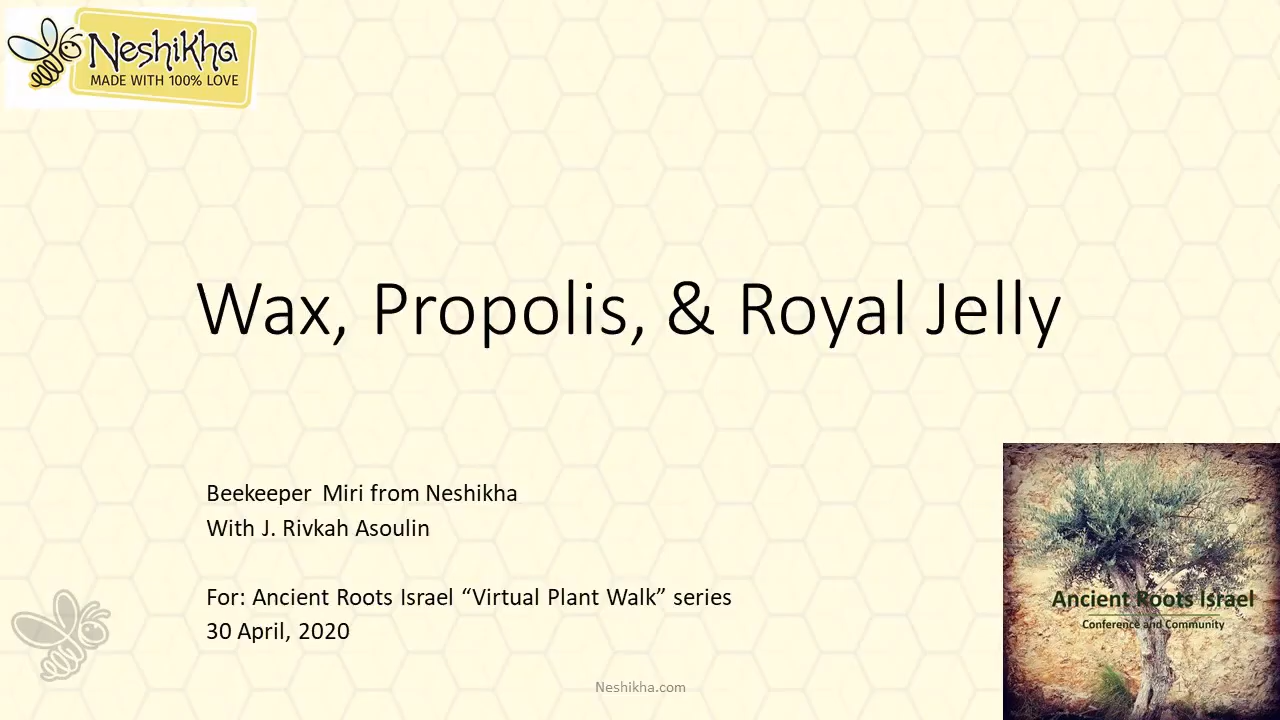 Neshikha
MADE WITH 100% LOVE
Wax, Propolis, & Royal Jelly
Beekeeper Miri from Neshikha
With J. Rivkah Asoulin
For: Ancient Roots Israel “Virtual Plant Walk” series
30 April, 2020
Ancient Roots Israel
Conference and Community
Neshikha.com